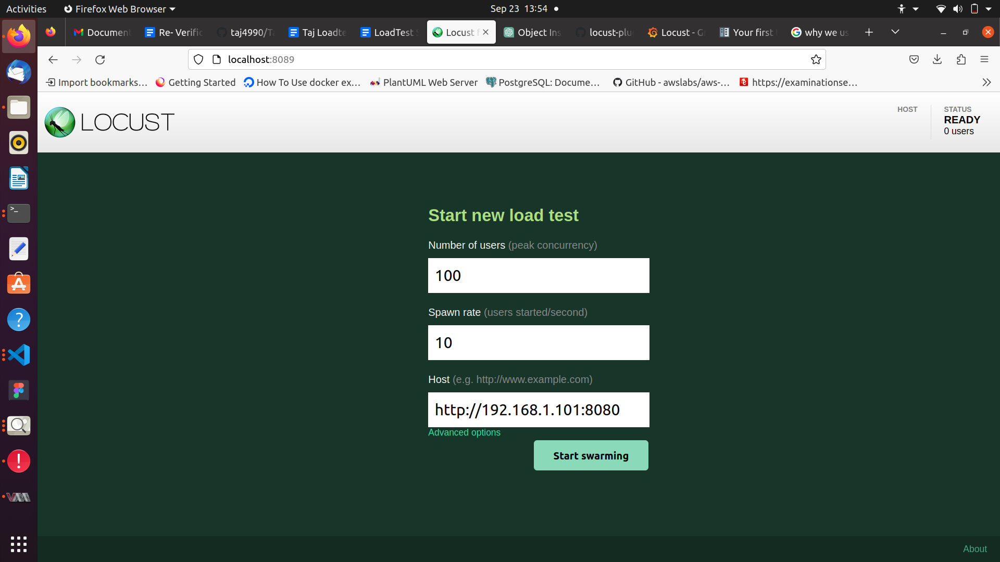 Activities
Firefox Web Browser
Sep 23 13:54
Document
Re- Verific
taj4990/Ta
Taj Loadte
LoadTest S
Locust f
Object Ins
locust-plu
Locust - G
Your first
why we us
localhost:8089
Import bookmarks...
Getting Started
How To Use docker ex...
PlantUML Web Server
PostgreSQL: Docume...
GitHub - awslabs/aws-...
https://examinationse...
LOCUST
HOST
STATUS
READY
0 users
Start new load test
Number of users (peak concurrency)
100
Spawn rate (users started/second)
10
Host (e.g. http://www.example.com)
http://192.168.1.101:8080
Advanced options
Start swarming
About